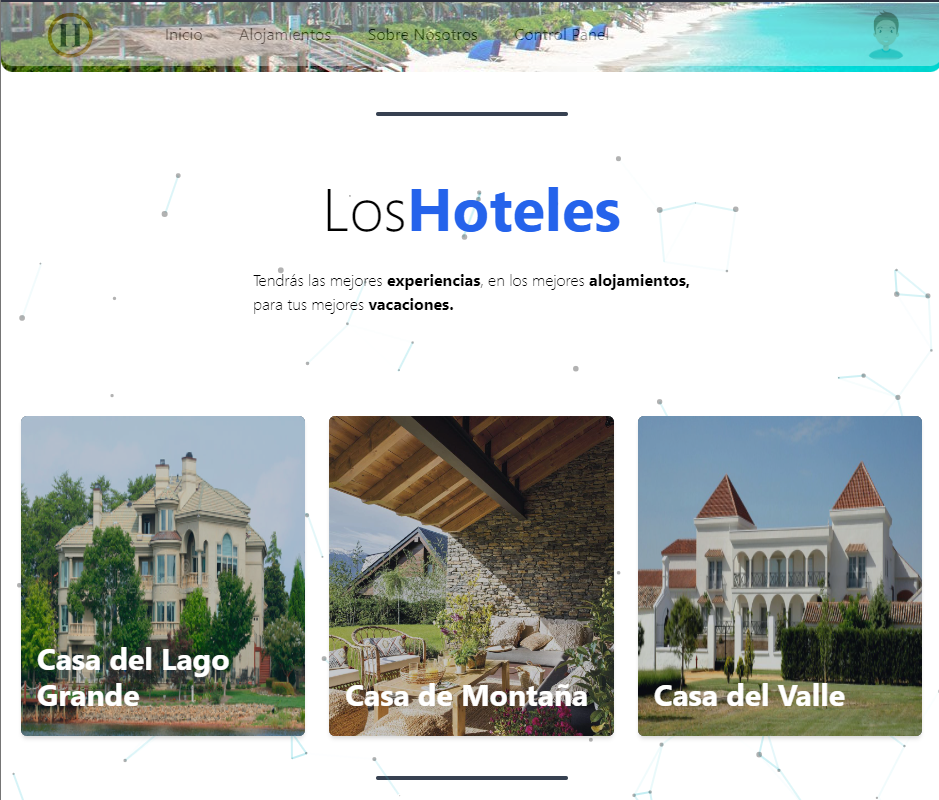 H Inicio Alojamientos Sobre Nosotros Control Panel
LosHoteles
Tendrás las mejores experiencias, en los mejores alojamientos,
para tus mejores vacaciones.
Casa del Lago
Grande
Casa de Montaña
Casa del Valle